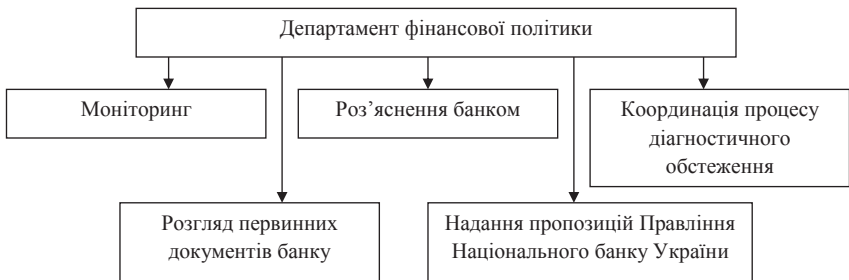 Департамент фінансової політики
Моніторинг
Роз’яснення банком
Координація процесу
діагностичного
обстеження
Розгляд первинних
документів банку
Надання пропозицій Правління
Національного банку України